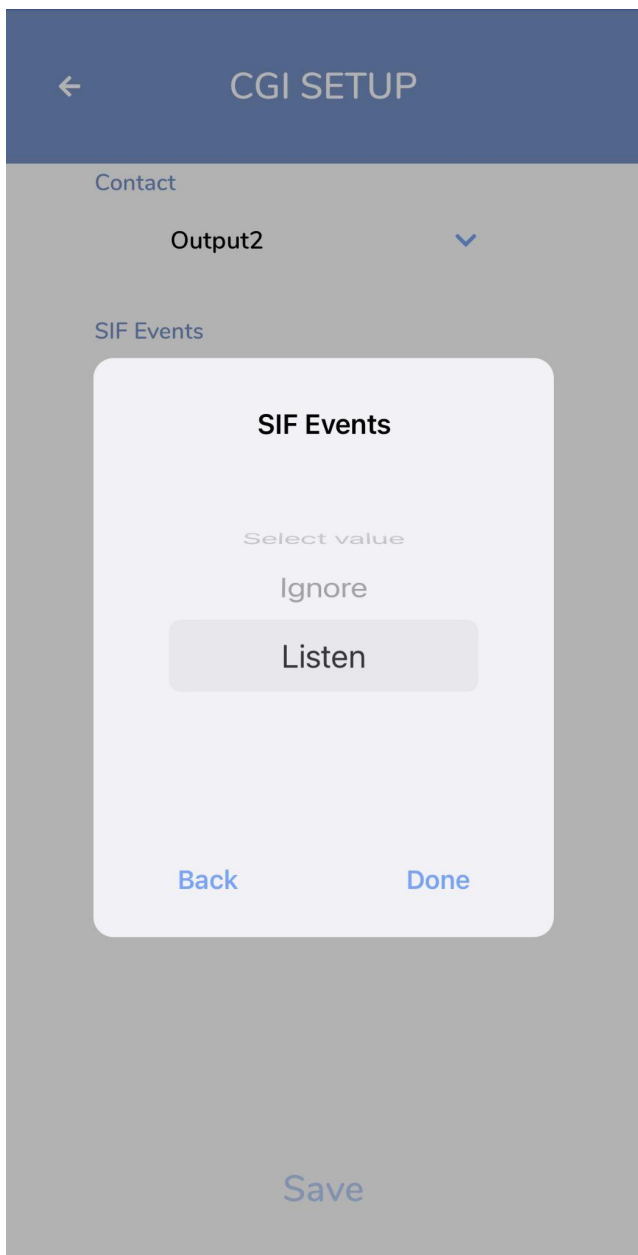 CGI SETUP
Contact
Output2
SIF Events
SIF Events
Select value
Ignore
Listen
Back Done
Save